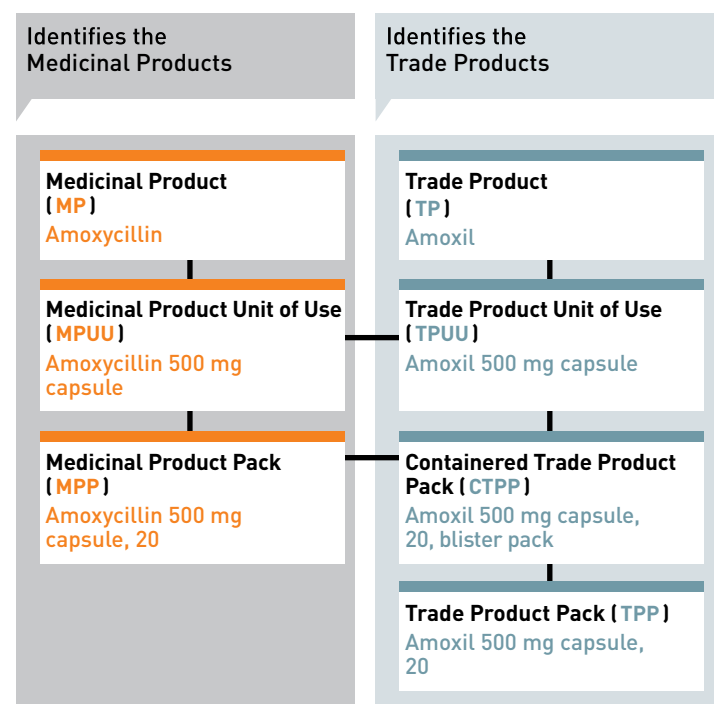 Identifies the
Medicinal Products
Medicinal Product
(MP)
Amoxycillin
Medicinal Product Unit of Use
(MPUU)
Amoxycillin 500 mg
capsule
Medicinal Product Pack
(MPP)
Amoxycillin 500 mg
capsule, 20
Identifies the
Trade Products
Trade Product
(TP)
Amoxil
Trade Product Unit of Use
(TPUU)
Amoxil 500 mg capsule
Containered Trade Product
Pack (CTPP)
Amoxil 500 mg capsule,
20, blister pack
Trade Product Pack (TPP)
Amoxil 500 mg capsule,
20